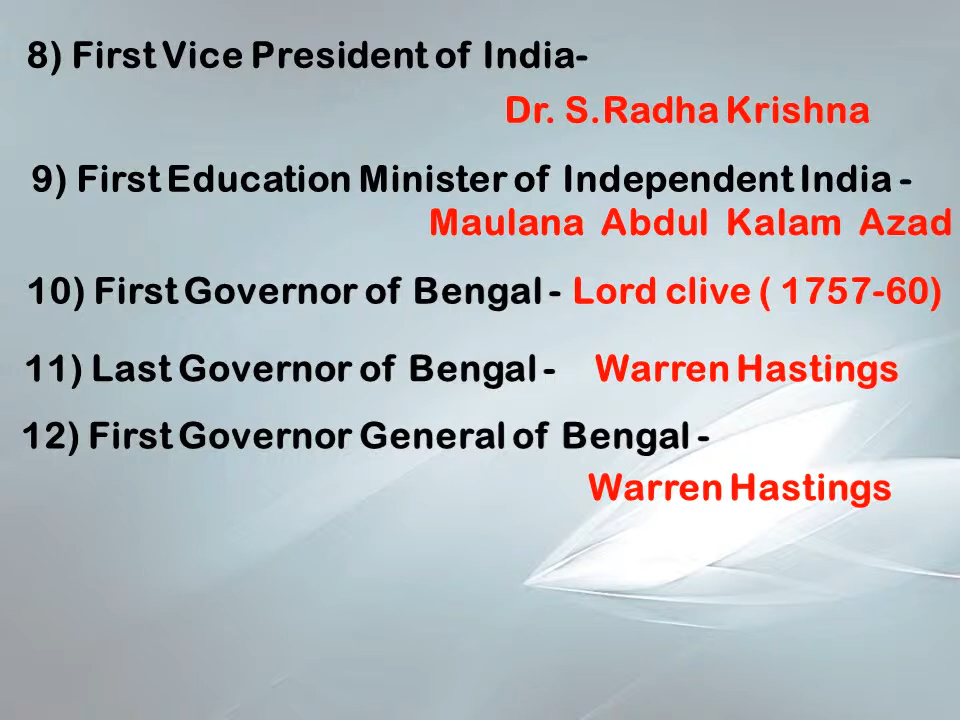 8) First Vice President of India-
Dr. S.Radha Krishna
9) First Education Minister of Independent India -
Maulana Abdul Kalam Azad
10) First Governor of Bengal - Lord clive ( 1757-60)
11) Last Governor of Bengal - Warren Hastings
12) First Governor General of Bengal -
Warren Hastings